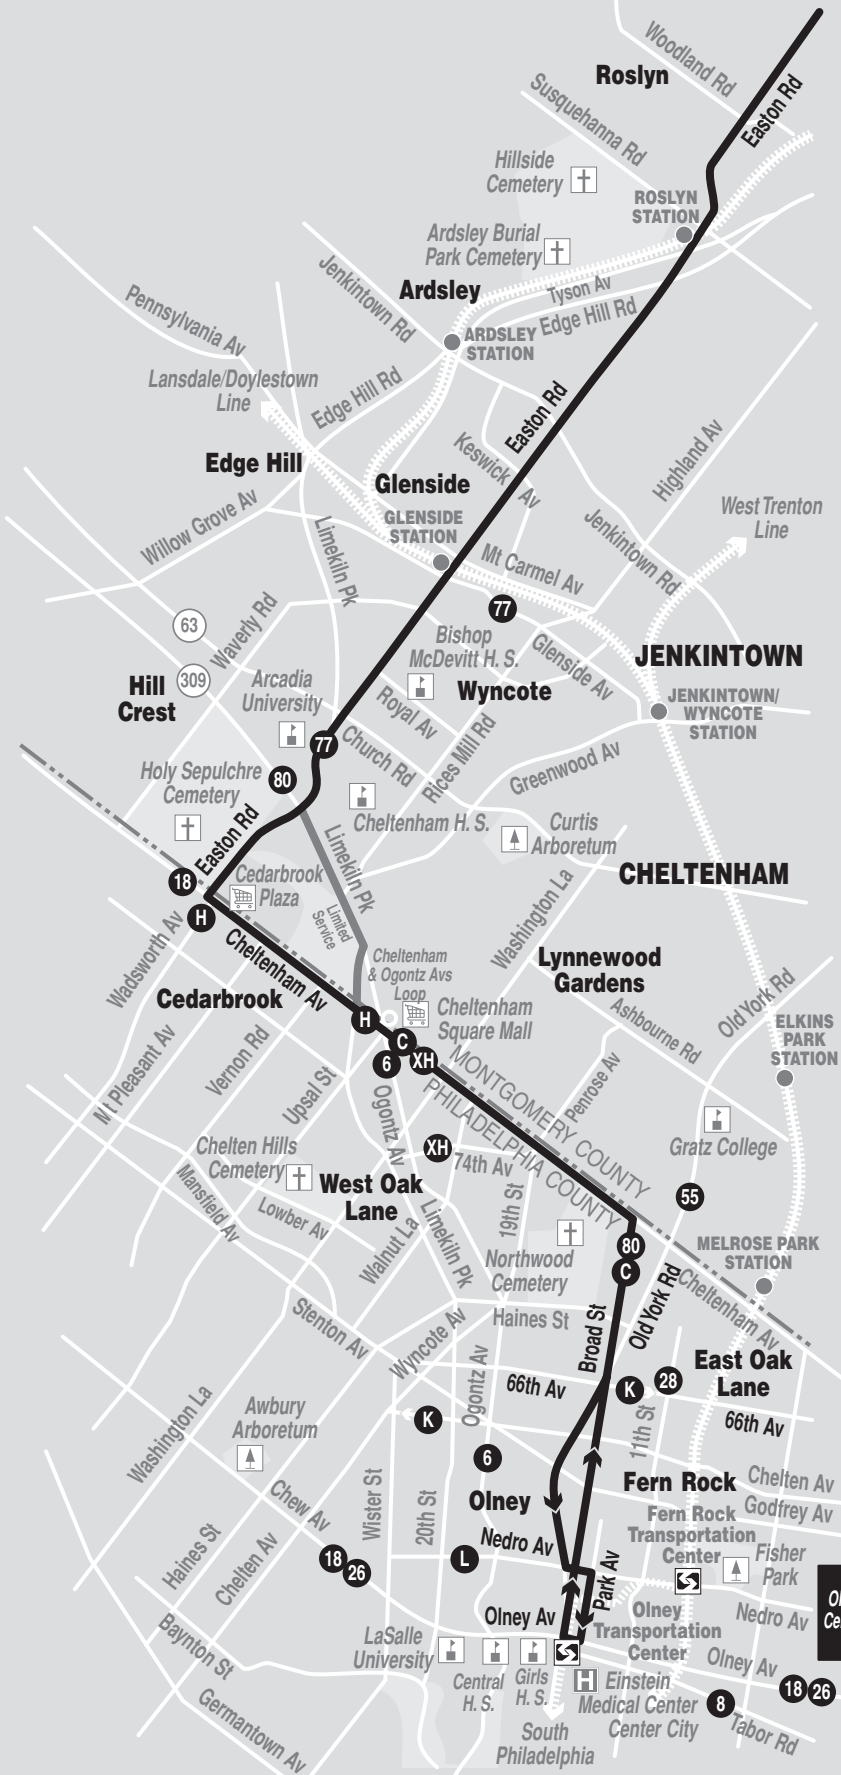 Woodland Rd
Roslyn
Susquehanna Rd
Easton Rd
Hillside
Cemetery
ROSLYN
STATION
Ardsley Burial
Park Cemetery
Jenkintown Rd
Ardsley
Tyson Av
Edge Hill Rd
Pennsylvania Av
ARDSLEY
STATION
Lansdale/Doylestown
Line
Edge Hill Rd
Easton Rd
Keswick Av
Highland Av
Edge Hill
Glenside
GLENSIDE
STATION
Willow Grove Av
Limekiln Pk
West Trenton
Line
Jenkintown Rd
Mt Carmel Av
77
63
Waverly Rd
Bishop
McDevitt H. S.
Glenside Av
JENKINTOWN
309
Hill
Crest
Arcadia
University
Royal Av
Wyncote
JENKINTOWN/
WYNCOTE
STATION
77
Church Rd
Rices Mill Rd
Greenwood Av
Holy Sepulchre
Cemetery
80
Cheltenham H. S.
Curtis
Arboretum
Easton Rd
Limekiln Pk
18
Cedarbrook
Plaza
CHELTENHAM
H
Limited
Service
Washington La
Wadsworth Av
Cheltenham Av
Cheltenham
& Ogontz Avs
Loop
Lynnewood
Gardens
Cedarbrook
Cheltenham
Square Mall
Ashbourne Rd
Old York Rd
H
C
6
XH
ELKINS
PARK
STATION
Mt Pleasant Av
Vernon Rd
Upsal St
Ogontz Av
MONTGOMERY COUNTY
PHILADELPHIA COUNTY
Penrose Av
Gratz College
Chelten Hills
Cemetery
XH
74th Av
Mansfield Av
West Oak
Lane
19th St
55
Lowber Av
Walnut La
Limekiln Pk
Northwood
Cemetery
80
MELROSE PARK
STATION
C
Old York Rd
Cheltenham Av
Stenton Av
Wyncote Av
Haines St
Broad St
East Oak
Lane
66th Av
K
28
Ogontz Av
66th Av
Washington La
Awbury
Arboretum
K
11th St
6
Fern Rock
Chelten Av
Chew Av
Wister St
20th St
Olney
Fern Rock
Transportation
Center
Godfrey Av
Haines St
Chelten Av
Nedro Av
18
26
L
Park Av
Fisher
Park
Olney Av
Olney
Transportation
Center
Nedro Av
Baynton St
LaSalle
University
Central
H. S.
Girls
H. S.
Olney Av
H
Einstein
Medical Center
Center City
18
26
8
Germantown Av
South
Philadelphia
Tabor Rd